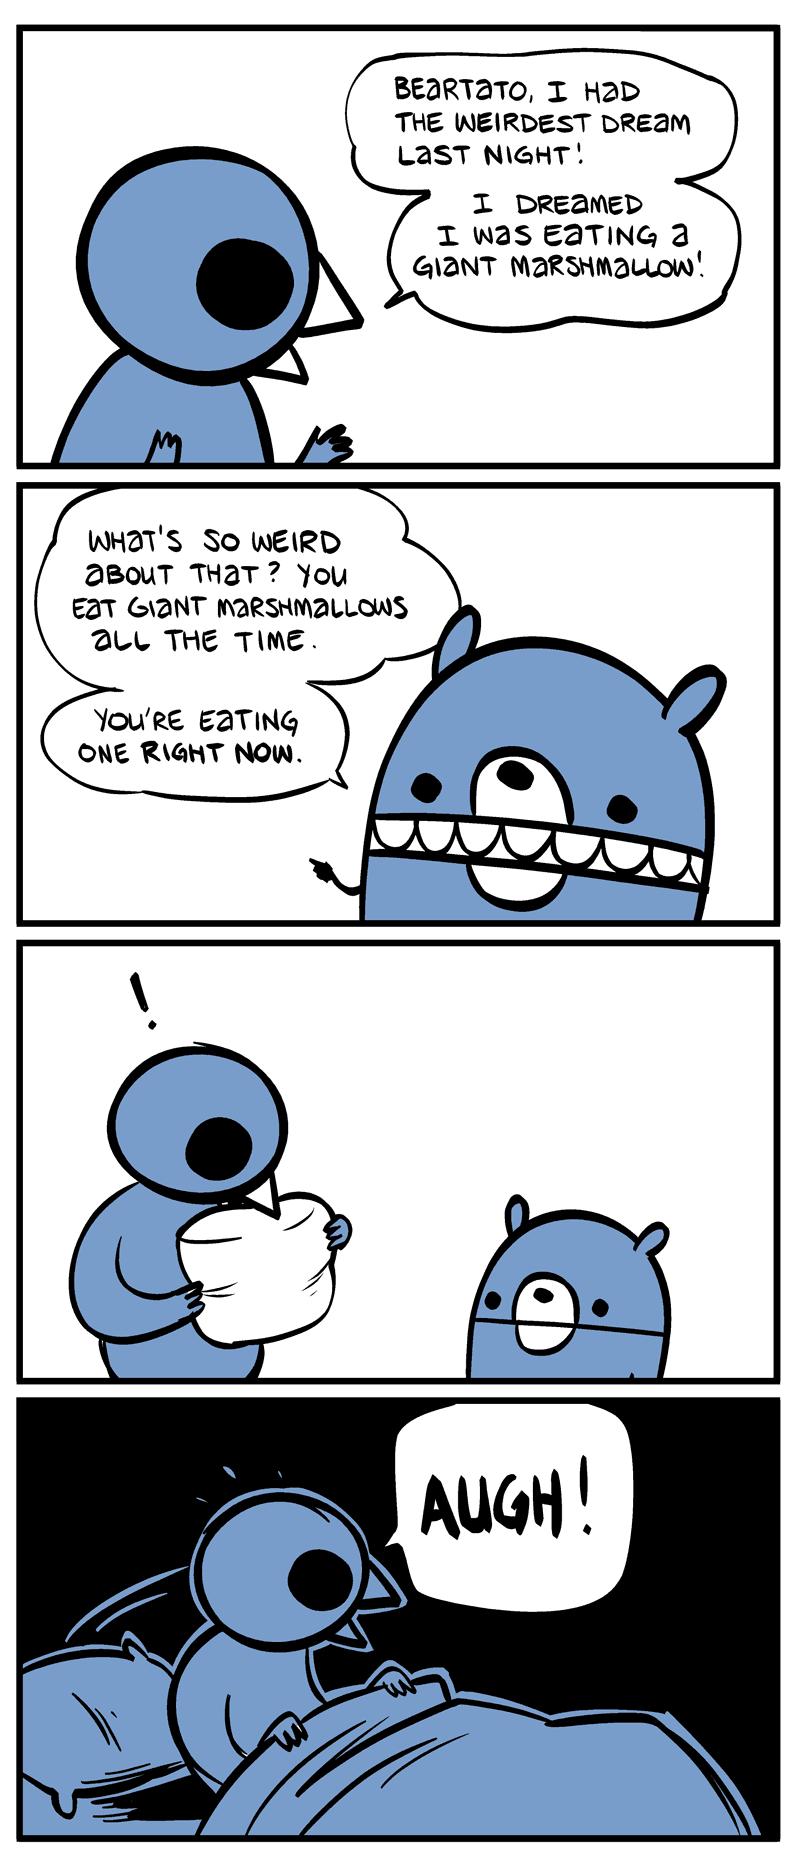 BEARTATO, I HAD
THE WEIRDEST DREAM
LAST NIGHT!
I DREAMED
I WAS EATING A
GIANT MARSHMALLOW!
WHAT'S SO WEIRD
ABOUT THAT? YOU
EAT GIANT MARSHMALLOWS
ALL THE TIME.
YOU'RE EATING
ONE RIGHT NOW.
!
AUGH!